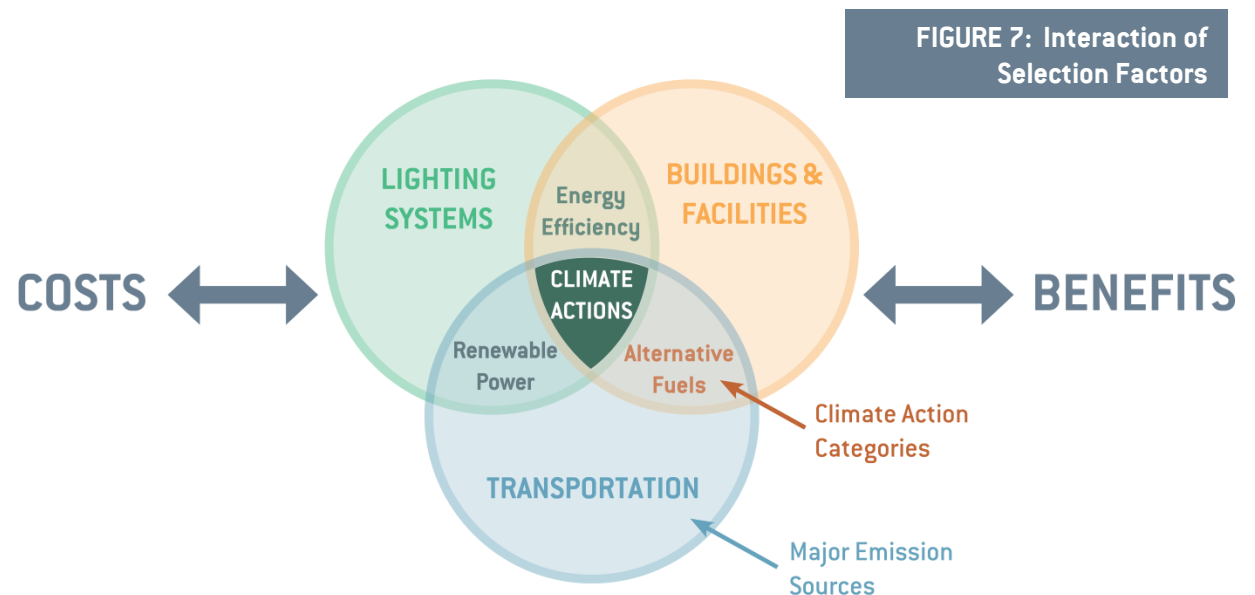 FIGURE 7: Interaction of
Selection Factors
LIGHTING
SYSTEMS
BUILDINGS &
FACILITIES
Energy
Efficiency
COSTS
CLIMATE
ACTIONS
BENEFITS
Renewable
Power
Alternative
Fuels
Climate Action
Categories
TRANSPORTATION
Major Emission
Sources